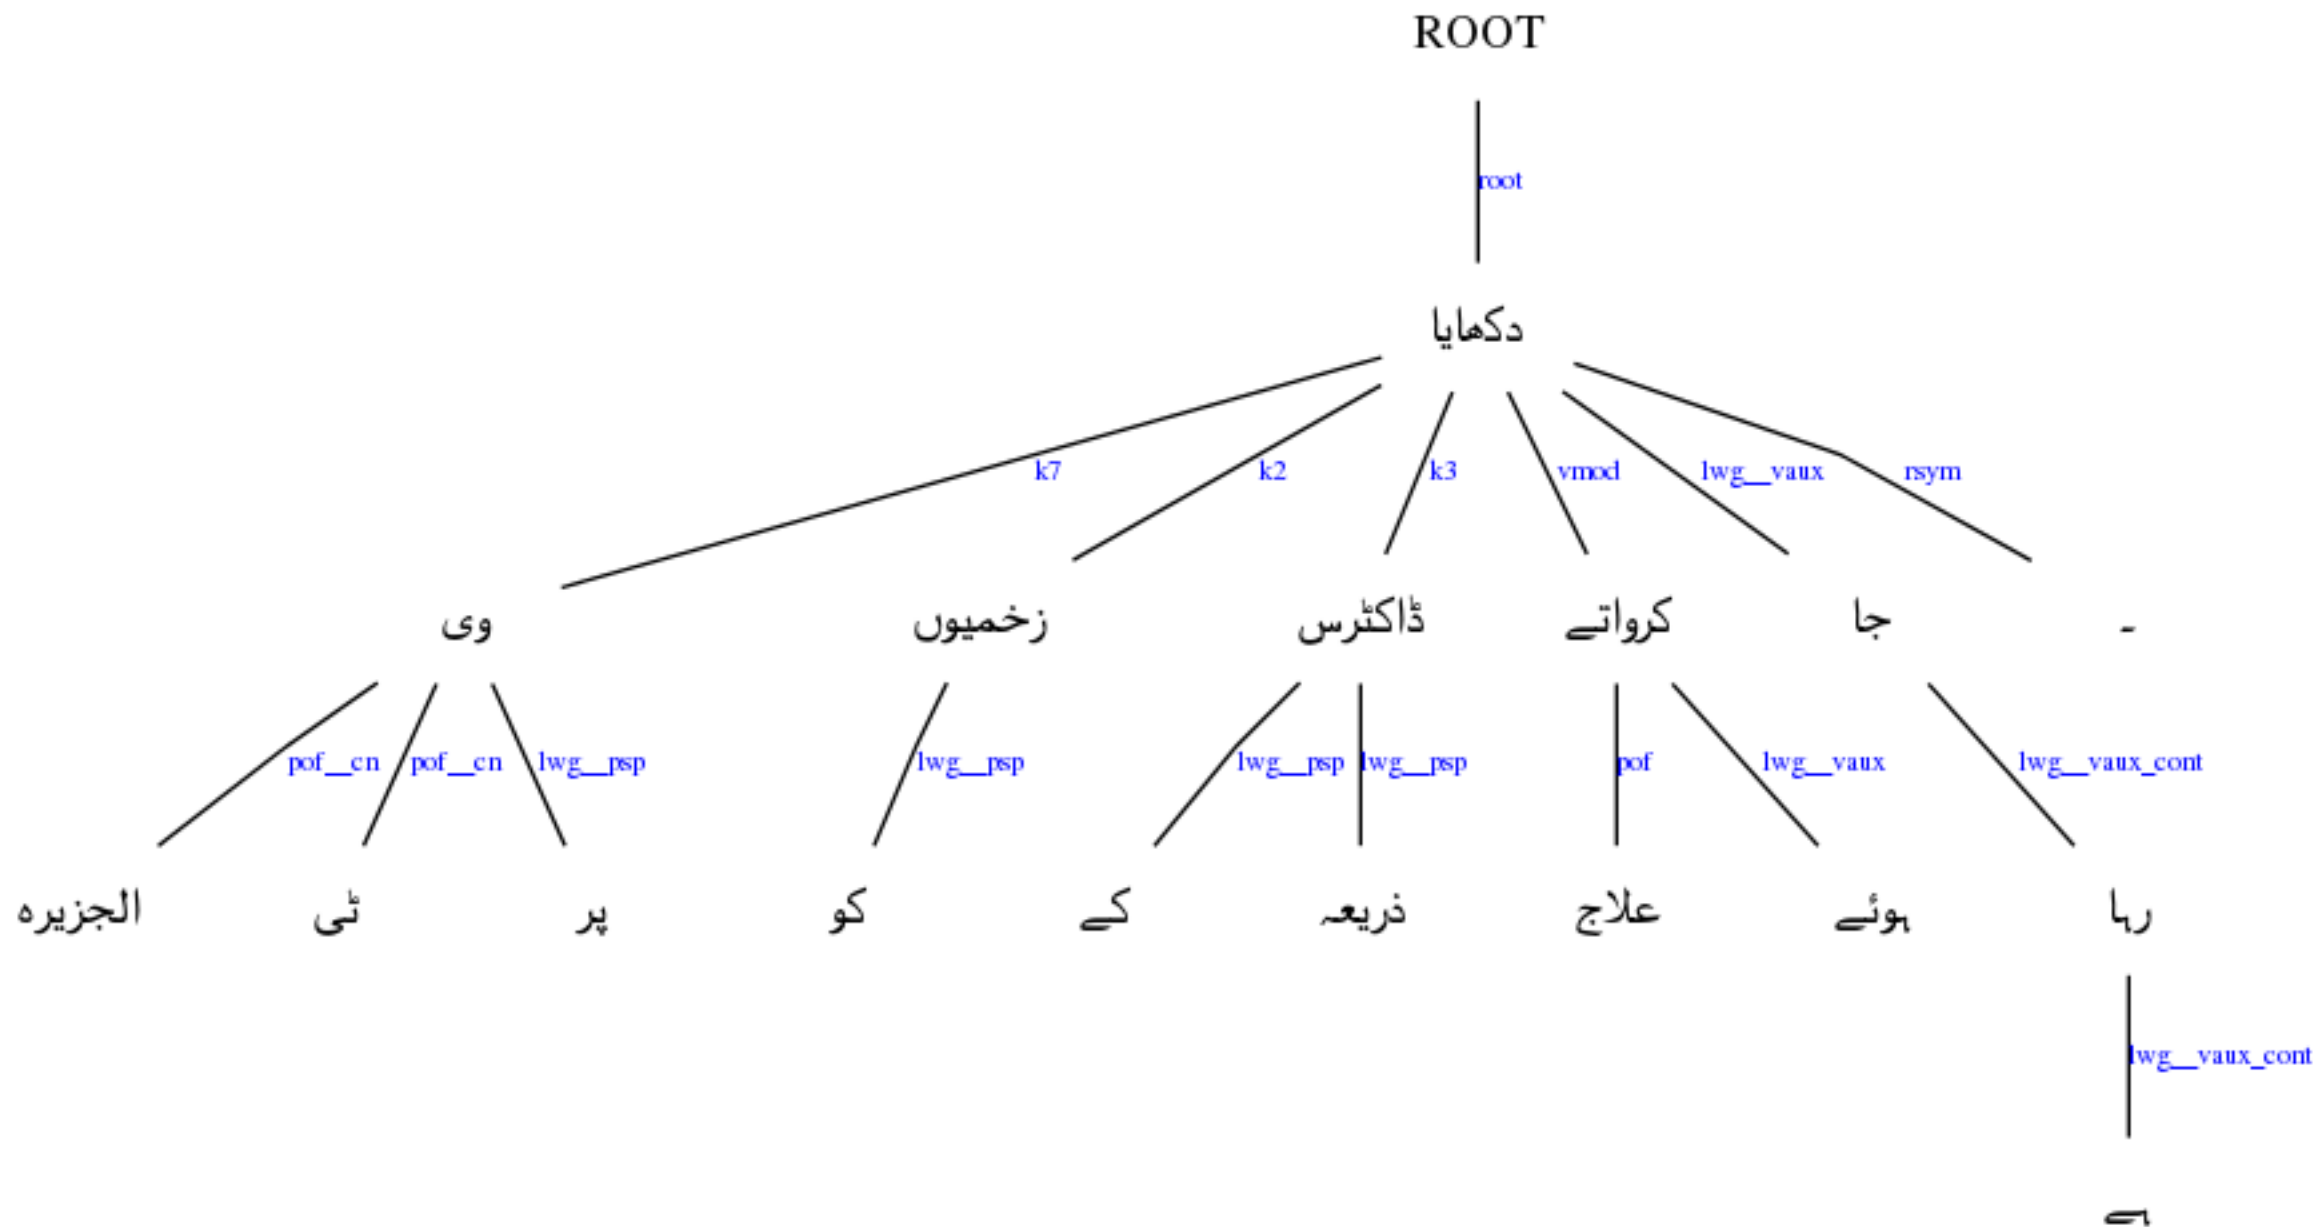 ROOT
root
دکھایا
k7 k2 k3 vmod lwg__vaux rsym
وی زخمیوں ڈاکٹرس کرواتے جا ۔
pof__cn pof__cn lwg__psp lwg__psp lwg__psp lwg__psp pof lwg__vaux lwg__vaux_cont
الجزیرہ ٹی پر کو کے ذریعہ علاج ہوئے رہا
lwg__vaux_cont
ہے